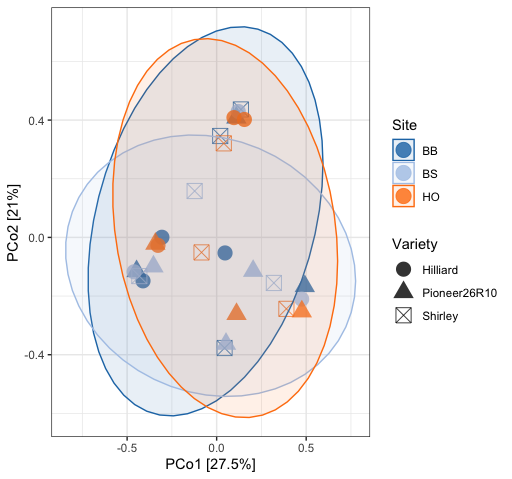 0.4
0.0
-0.4
PCo2 [21%]
-0.5
0.0
0.5
PCo1 [27.5%]
Site
BB
BS
HO
Variety
Hilliard
Pioneer26R10
Shirley